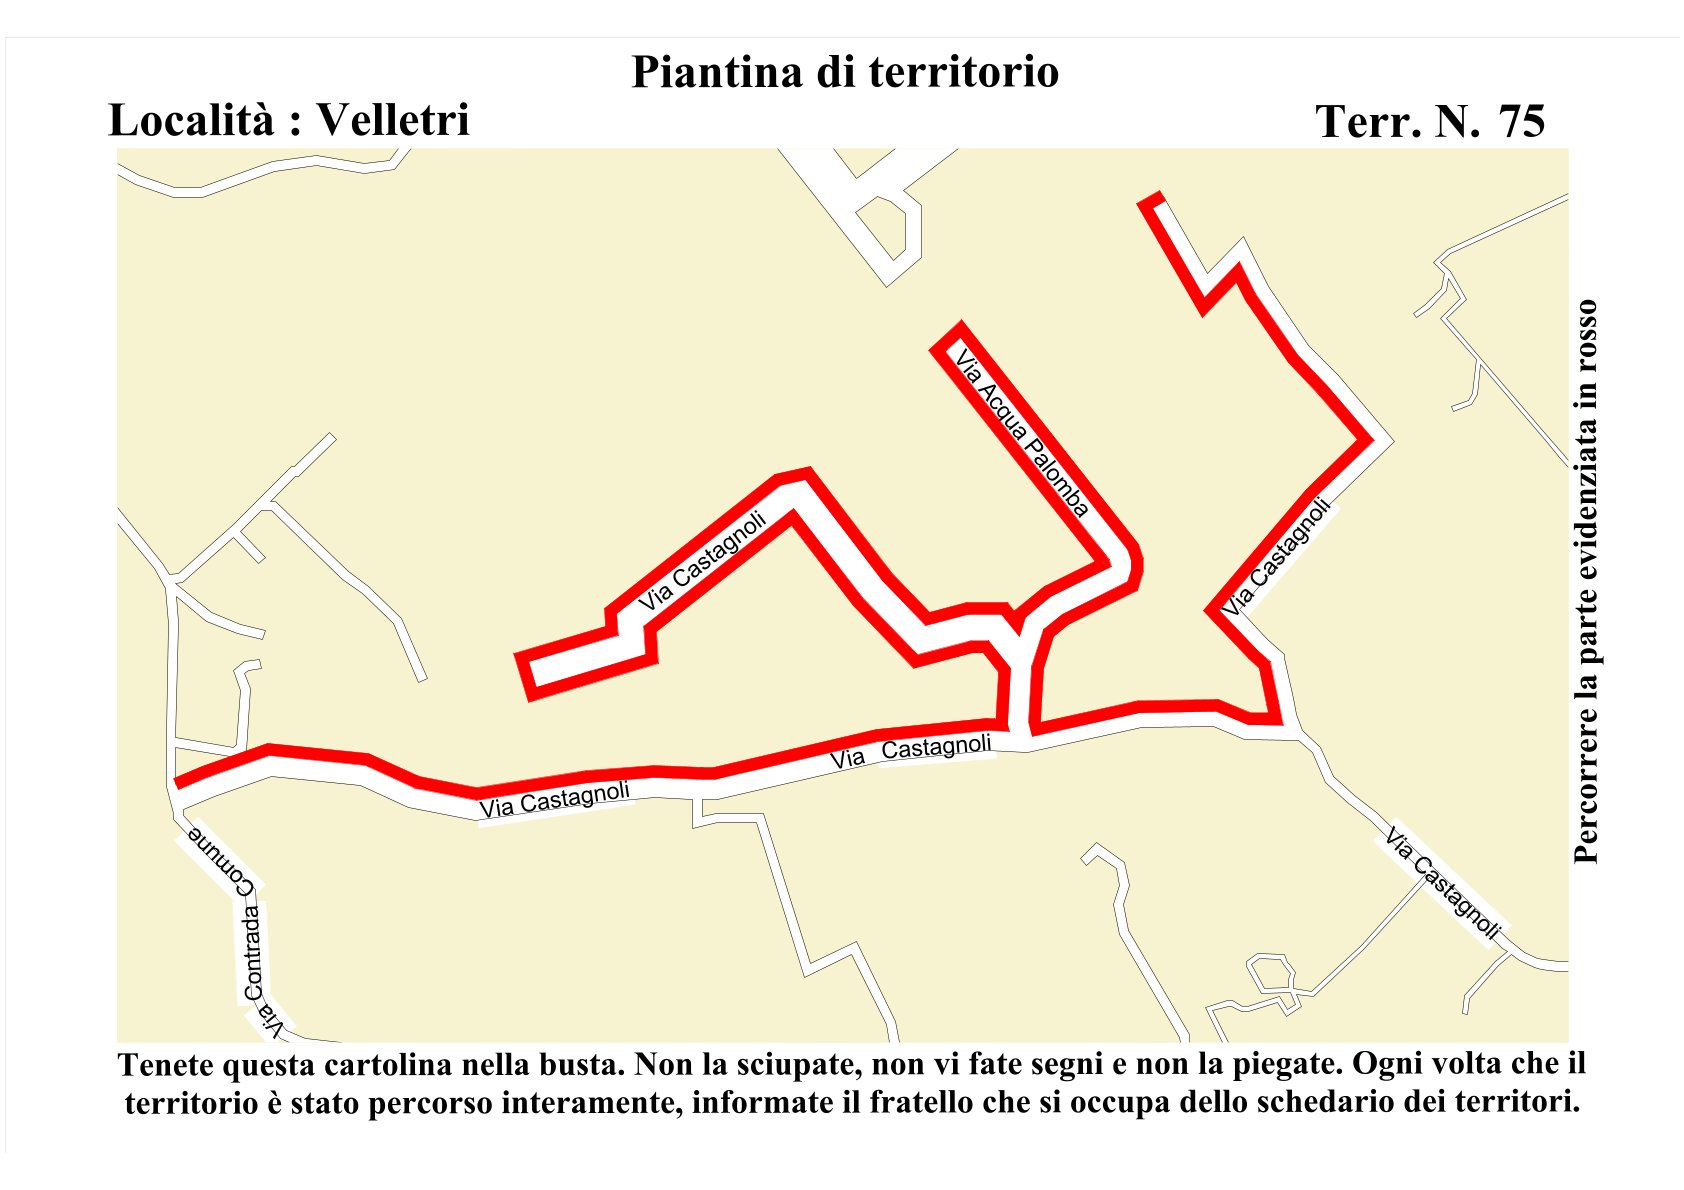 Piantina di territorio
Località : Velletri
Terr. N. 75
Via Acqua Palomba
Via Castagnoli
Via Castagnoli
Via Castagnoli
Via Castagnoli
Via Castagnoli
Via Contrada Comune
Percorrere la parte evidenziata in rosso
Tenete questa cartolina nella busta. Non la sciupate, non vi fate segni e non la piegate. Ogni volta che il
territorio è stato percorso interamente, informate il fratello che si occupa dello schedario dei territori.